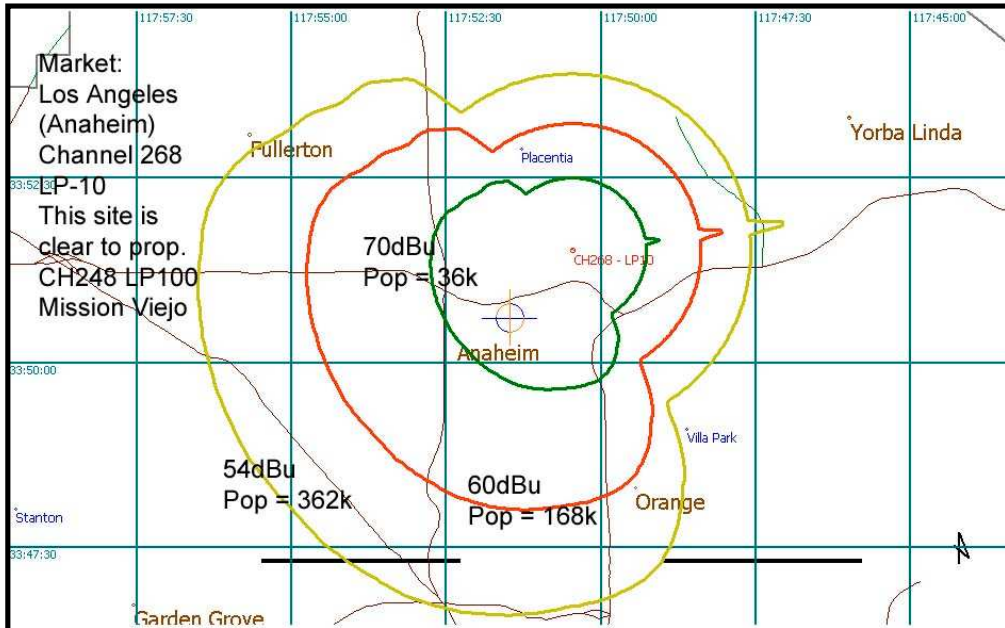 117:57:30
117:55:00
117:52:30
117:50:00
117:47:30
117:45:00
Market:
Los Angeles
(Anaheim)
Channel 268
LP-10
This site is
clear to prop.
CH248 LP100
Mission Viejo
Fullerton
Placentia
Yorba Linda
33:52:30
70dBu
Pop = 36k
CH268 - LP10
Anaheim
33:50:00
Villa Park
54dBu
Pop = 362k
60dBu
Pop = 168k
Orange
Stanton
33:47:30
N
Garden Grove